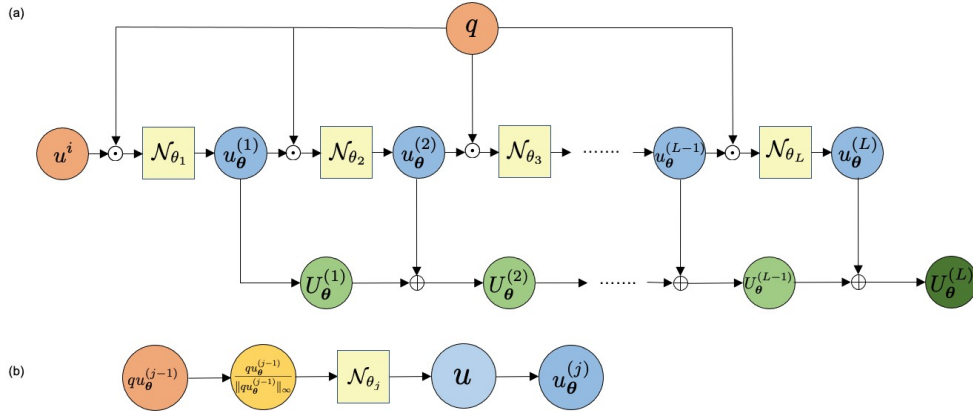 (a)
q
u^i ⊙ 𝒩_{θ_1} u_θ^{(1)} ⊙ 𝒩_{θ_2} u_θ^{(2)} ⊙ 𝒩_{θ_3} ······· u_θ^{(L−1)} ⊙ 𝒩_{θ_L} u_θ^{(L)}
U_θ^{(1)} ⊕ U_θ^{(2)} ······· ⊕ U_θ^{(L−1)} ⊕ U_θ^{(L)}
(b) qu_θ^{(j−1)} qu_θ^{(j−1)}/‖qu_θ^{(j−1)}‖_∞ 𝒩_{θ_j} u u_θ^{(j)}